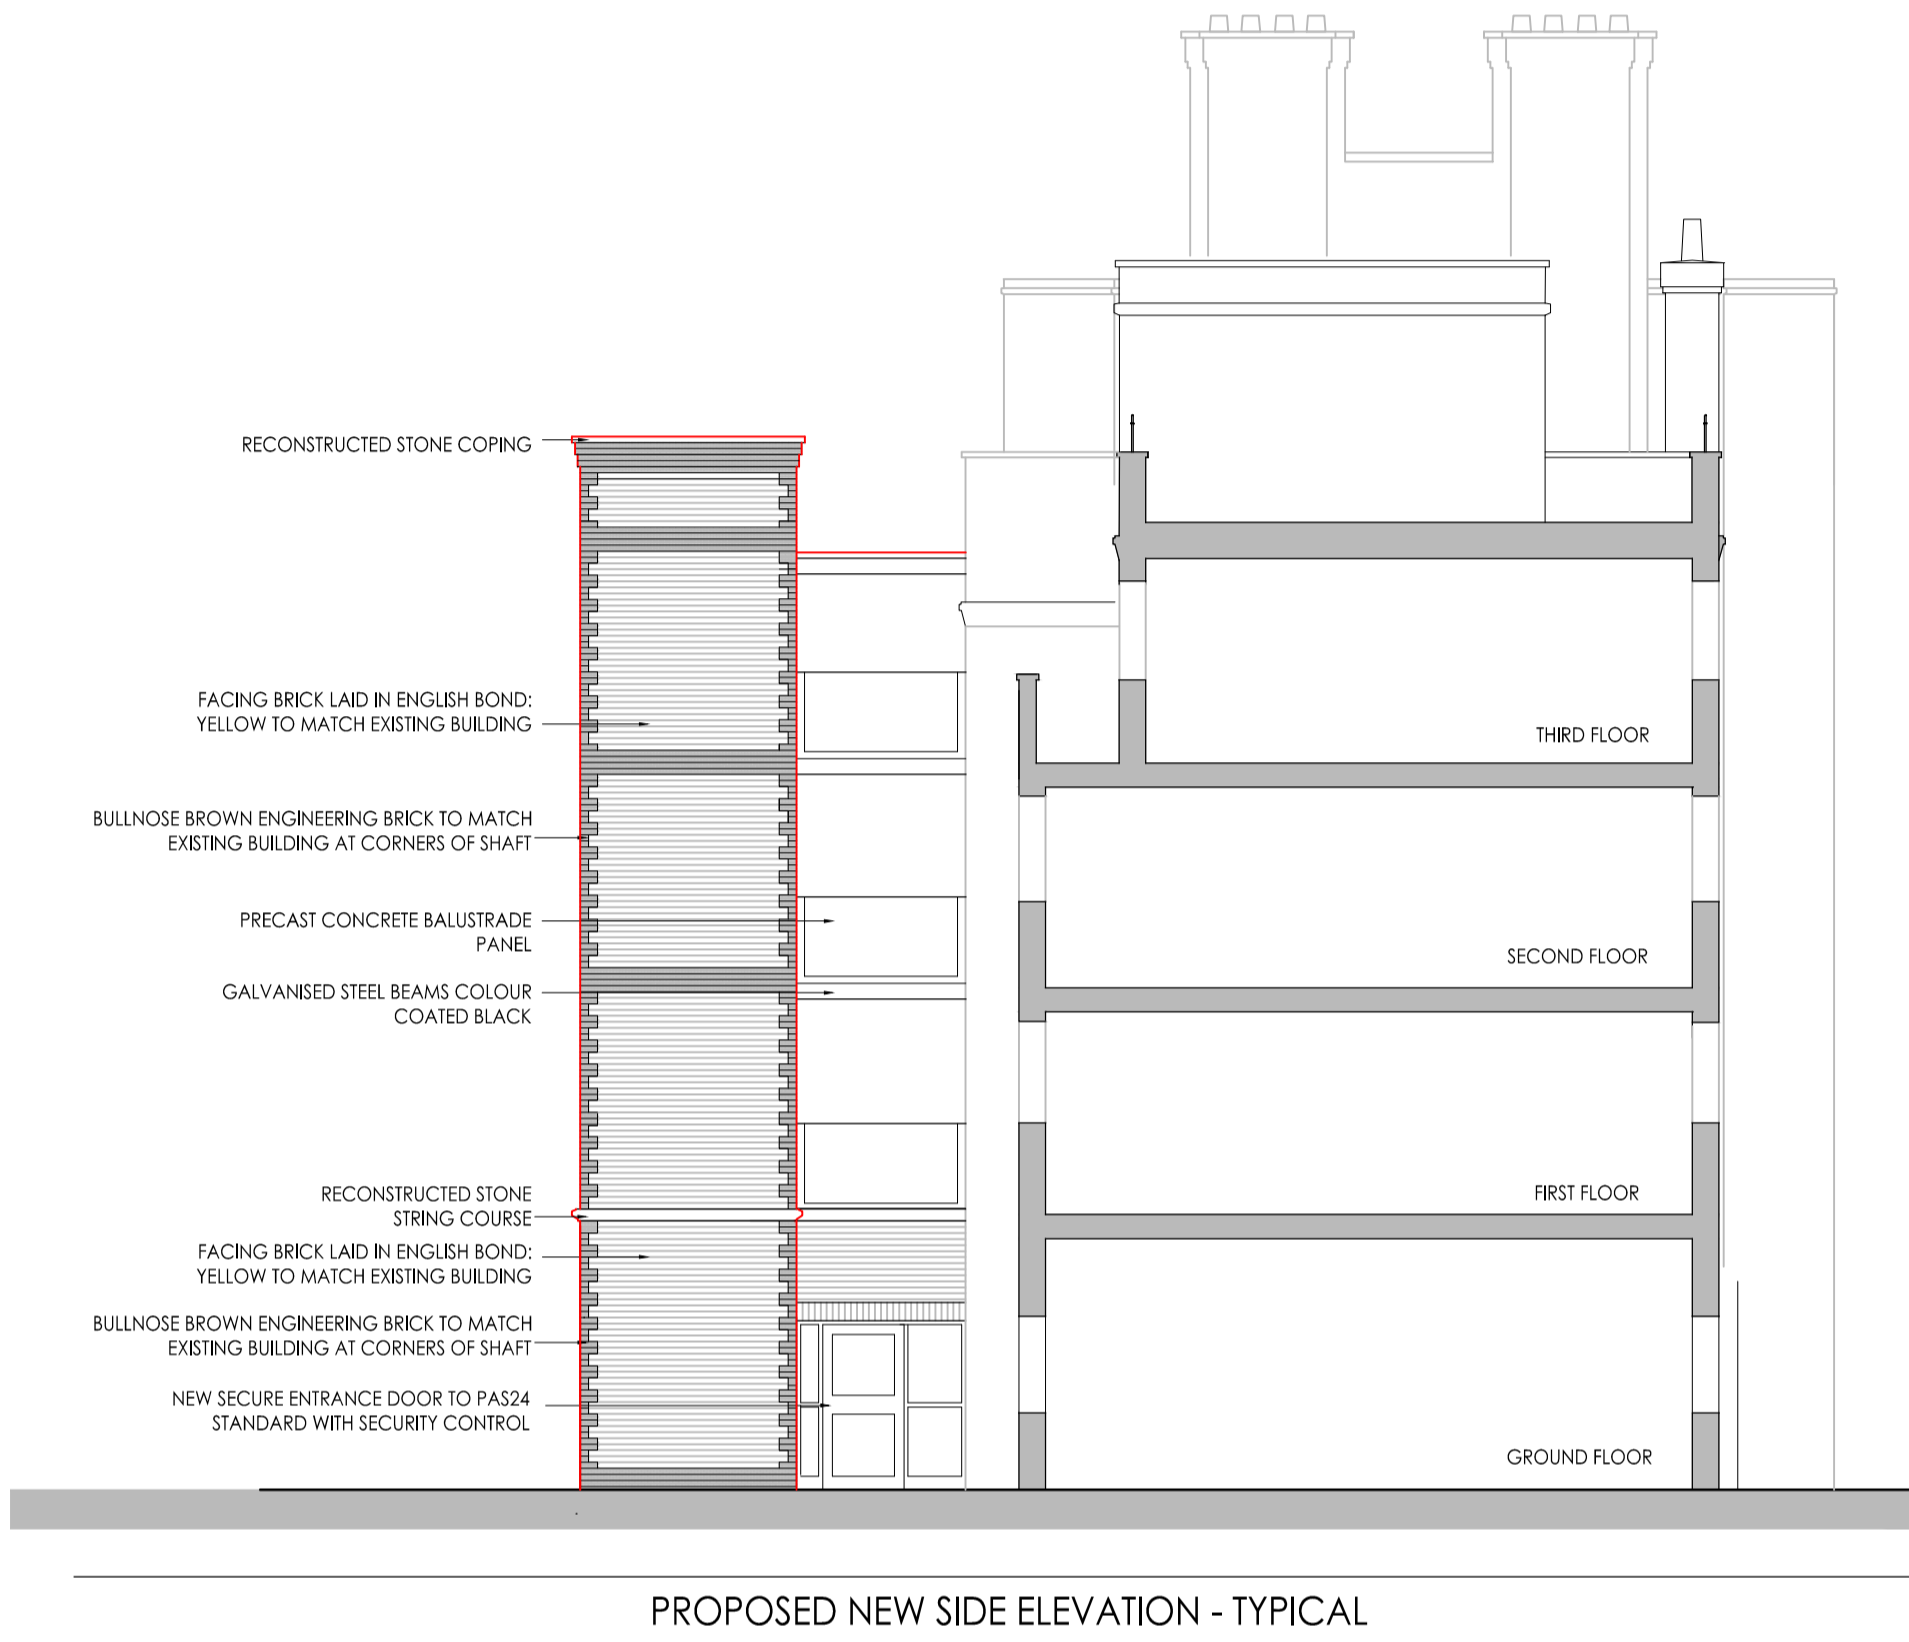 RECONSTRUCTED STONE COPING
FACING BRICK LAID IN ENGLISH BOND:
YELLOW TO MATCH EXISTING BUILDING
THIRD FLOOR
BULLNOSE BROWN ENGINEERING BRICK TO MATCH
EXISTING BUILDING AT CORNERS OF SHAFT
PRECAST CONCRETE BALUSTRADE
PANEL
SECOND FLOOR
GALVANISED STEEL BEAMS COLOUR
COATED BLACK
RECONSTRUCTED STONE
STRING COURSE
FIRST FLOOR
FACING BRICK LAID IN ENGLISH BOND:
YELLOW TO MATCH EXISTING BUILDING
BULLNOSE BROWN ENGINEERING BRICK TO MATCH
EXISTING BUILDING AT CORNERS OF SHAFT
NEW SECURE ENTRANCE DOOR TO PAS24
STANDARD WITH SECURITY CONTROL
GROUND FLOOR
PROPOSED NEW SIDE ELEVATION - TYPICAL